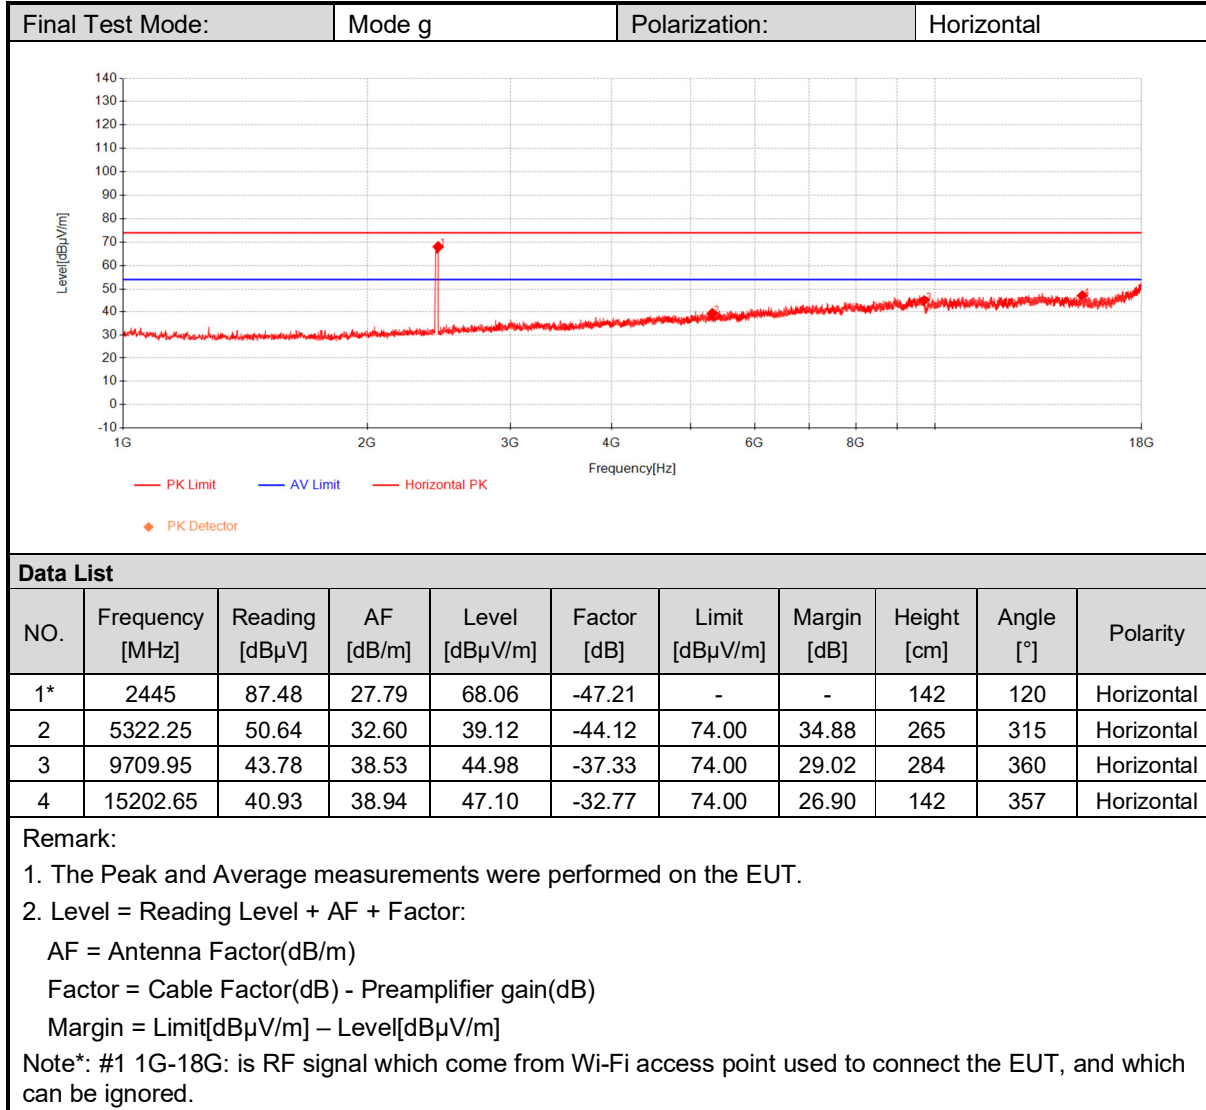 Final Test Mode: Mode g Polarization: Horizontal
140
130
120
110
100
90
80
70
60
50
40
30
20
10
0
-10
Level[dBμV/m]
1
2
3
4
1G 2G 3G 4G 6G 8G 18G
Frequency[Hz]
PK Limit AV Limit Horizontal PK
PK Detector
Data List
NO. Frequency [MHz] Reading [dBμV] AF [dB/m] Level [dBμV/m] Factor [dB] Limit [dBμV/m] Margin [dB] Height [cm] Angle [°] Polarity
1* 2445 87.48 27.79 68.06 -47.21 - - 142 120 Horizontal
2 5322.25 50.64 32.60 39.12 -44.12 74.00 34.88 265 315 Horizontal
3 9709.95 43.78 38.53 44.98 -37.33 74.00 29.02 284 360 Horizontal
4 15202.65 40.93 38.94 47.10 -32.77 74.00 26.90 142 357 Horizontal
Remark:
1. The Peak and Average measurements were performed on the EUT.
2. Level = Reading Level + AF + Factor:
AF = Antenna Factor(dB/m)
Factor = Cable Factor(dB) - Preamplifier gain(dB)
Margin = Limit[dBμV/m] – Level[dBμV/m]
Note*: #1 1G-18G: is RF signal which come from Wi-Fi access point used to connect the EUT, and which
can be ignored.